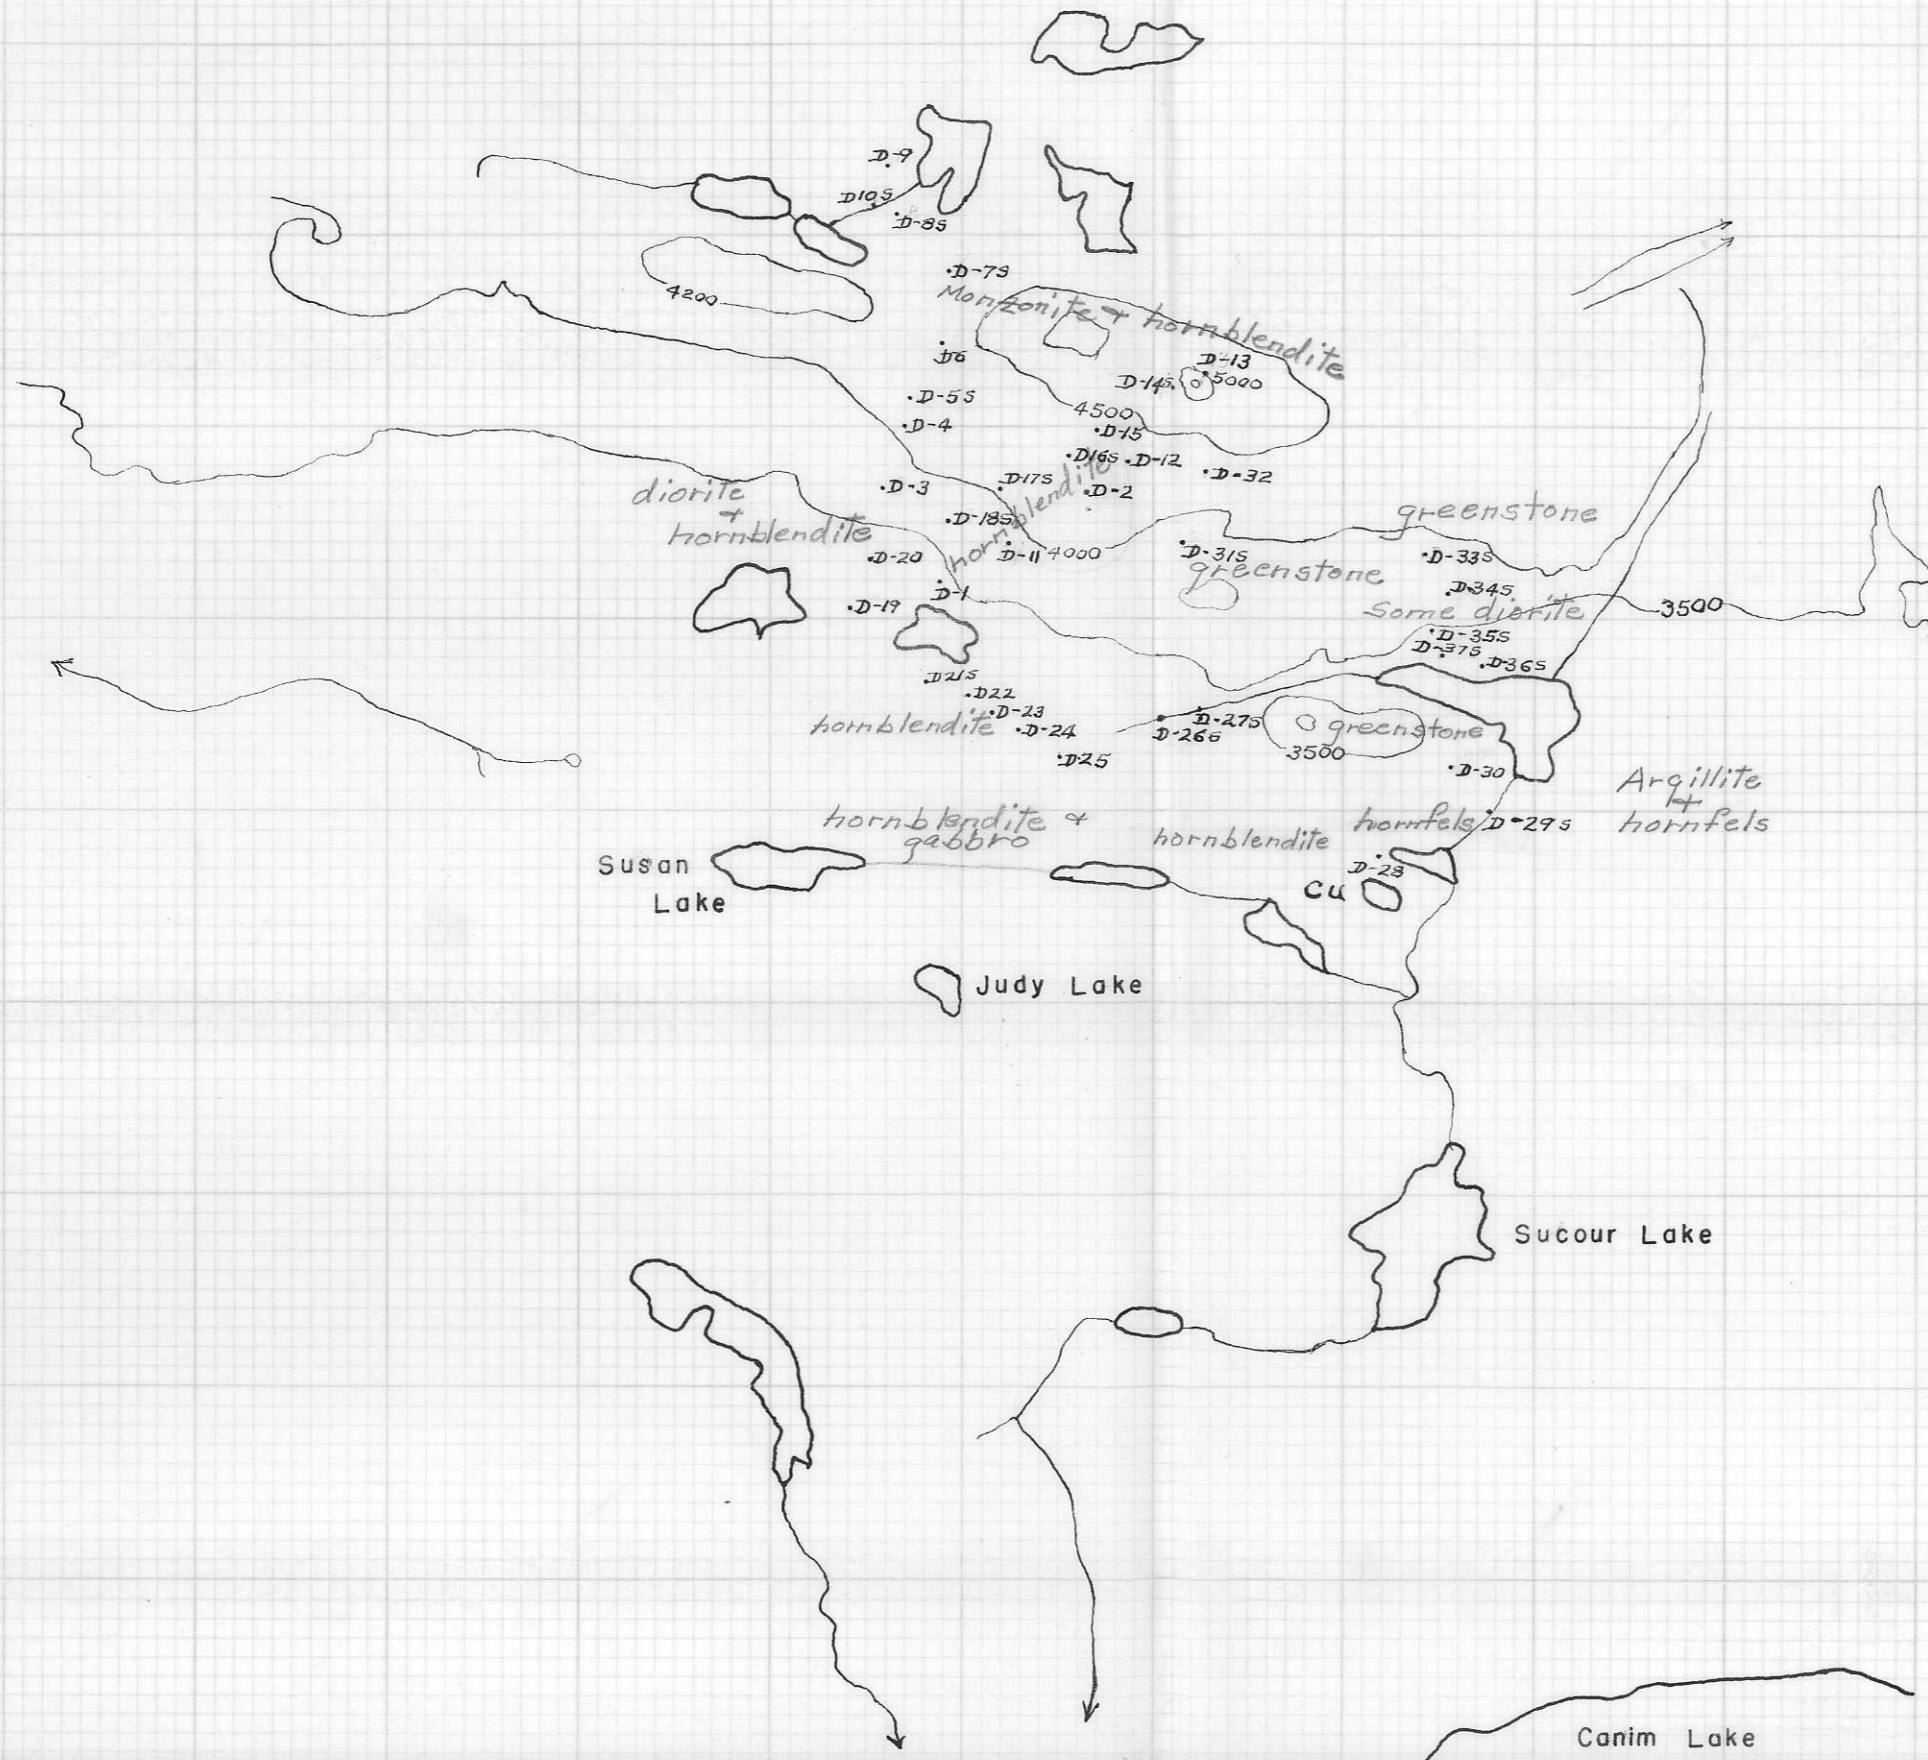 D-9
D10S
D-8S
D-7S
4200
Monzonite + hornblendite
D6
D-13
D-14S
5000
D-5S
4500
D-4
D-15
D16S
D-12
D-32
D-3
D17S
D-2
diorite
+
hornblendite
hornblendite
D-18S
greenstone
D-20
D-11
4000
D-31S
D-33S
greenstone
D-1
D-34S
D-19
Some diorite
3500
D-35S
D-37S
D-36S
D21S
D22
D-23
hornblendite
D-24
D-27S
D-26S
greenstone
D25
3500
D-30
Argillite
+
hornfels
hornblendite +
gabbro
hornblendite
hornfels
D-29S
Susan
Lake
D-28
Cu
Judy Lake
Sucour Lake
Canim Lake